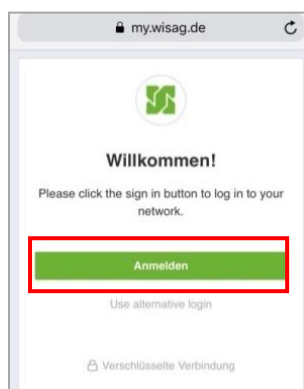 my.wisag.de
Willkommen!
Please click the sign in button to log in to your
network.
Anmelden
Use alternative login
Verschlüsselte Verbindung